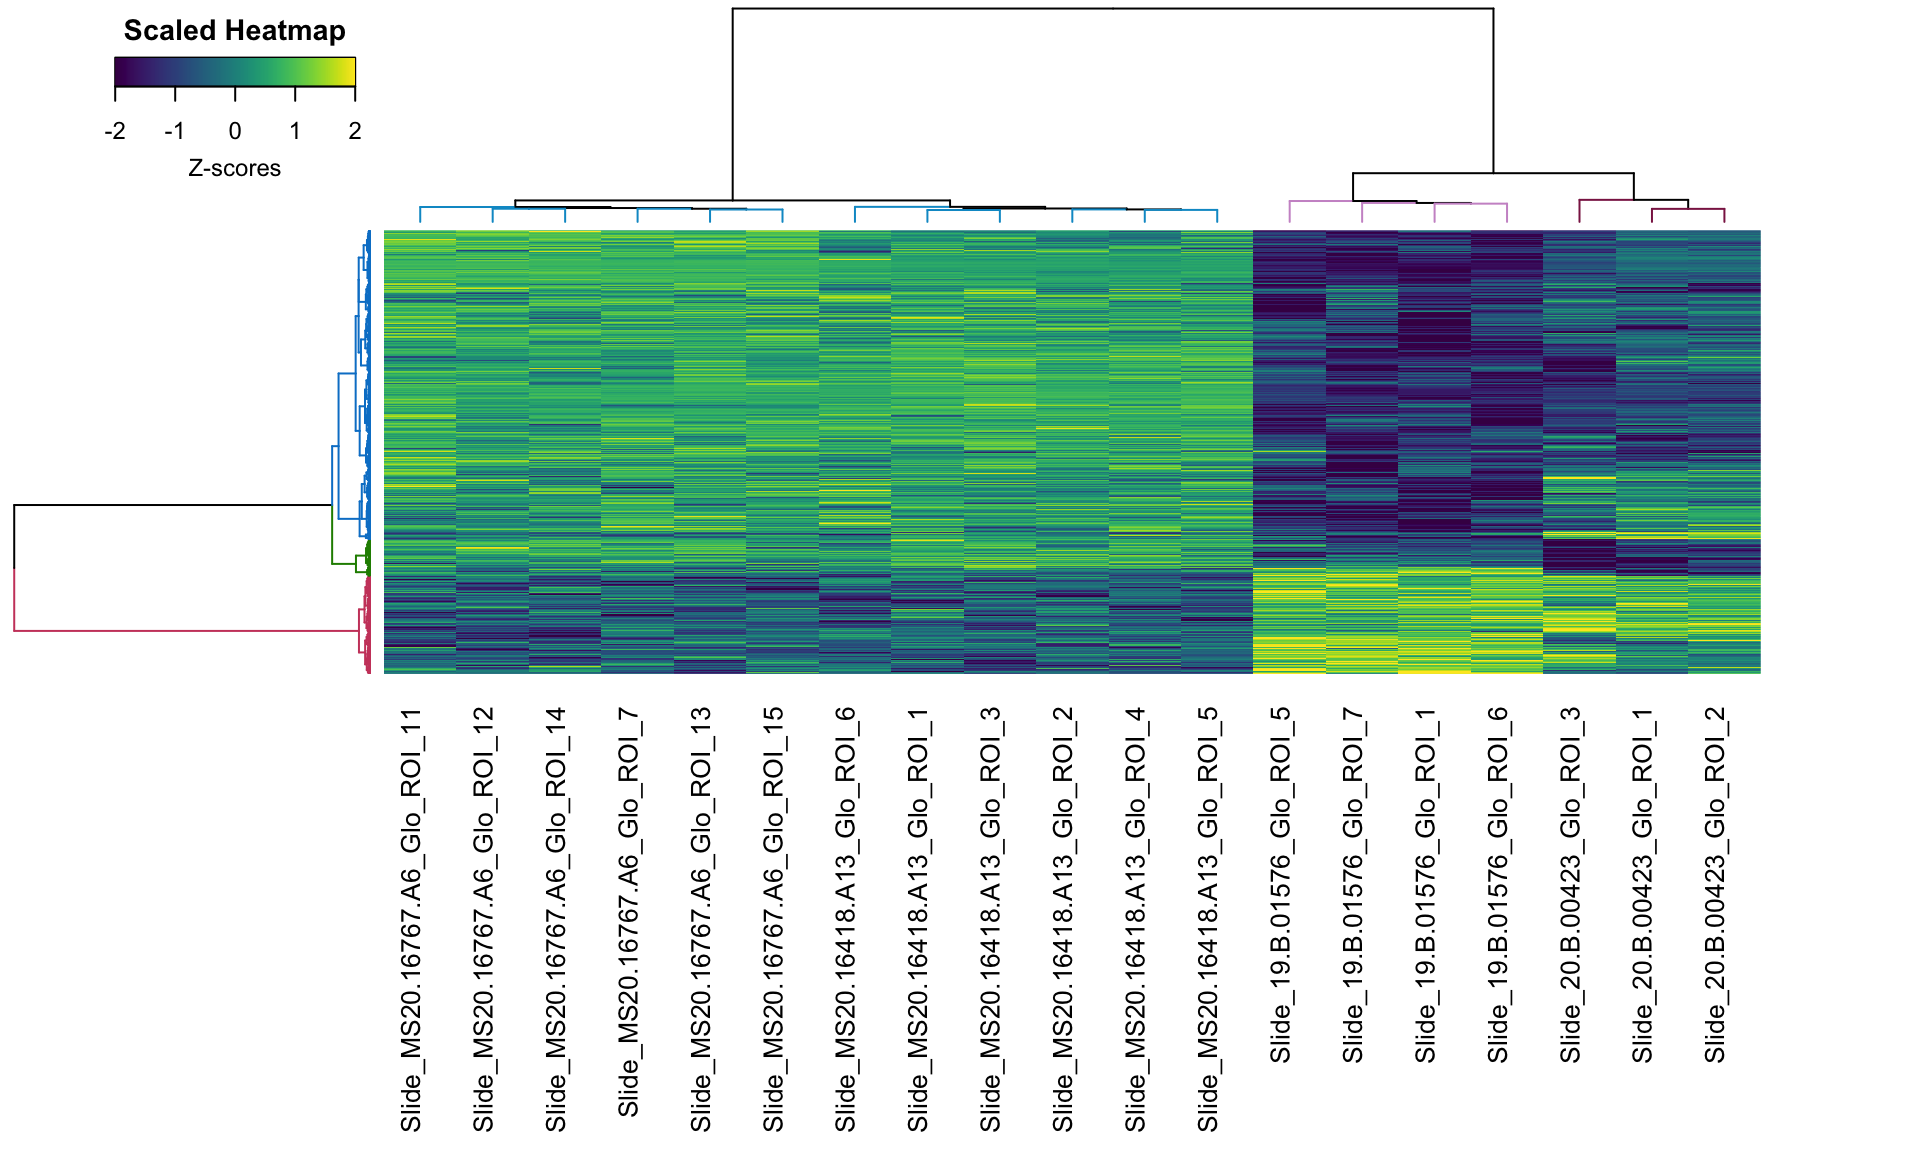 Scaled Heatmap
-2 -1 0 1 2
Z-scores
Slide_MS20.16767.A6_Glo_ROI_11
Slide_MS20.16767.A6_Glo_ROI_12
Slide_MS20.16767.A6_Glo_ROI_14
Slide_MS20.16767.A6_Glo_ROI_7
Slide_MS20.16767.A6_Glo_ROI_13
Slide_MS20.16767.A6_Glo_ROI_15
Slide_MS20.16418.A13_Glo_ROI_6
Slide_MS20.16418.A13_Glo_ROI_1
Slide_MS20.16418.A13_Glo_ROI_3
Slide_MS20.16418.A13_Glo_ROI_2
Slide_MS20.16418.A13_Glo_ROI_4
Slide_MS20.16418.A13_Glo_ROI_5
Slide_19.B.01576_Glo_ROI_5
Slide_19.B.01576_Glo_ROI_7
Slide_19.B.01576_Glo_ROI_1
Slide_19.B.01576_Glo_ROI_6
Slide_20.B.00423_Glo_ROI_3
Slide_20.B.00423_Glo_ROI_1
Slide_20.B.00423_Glo_ROI_2